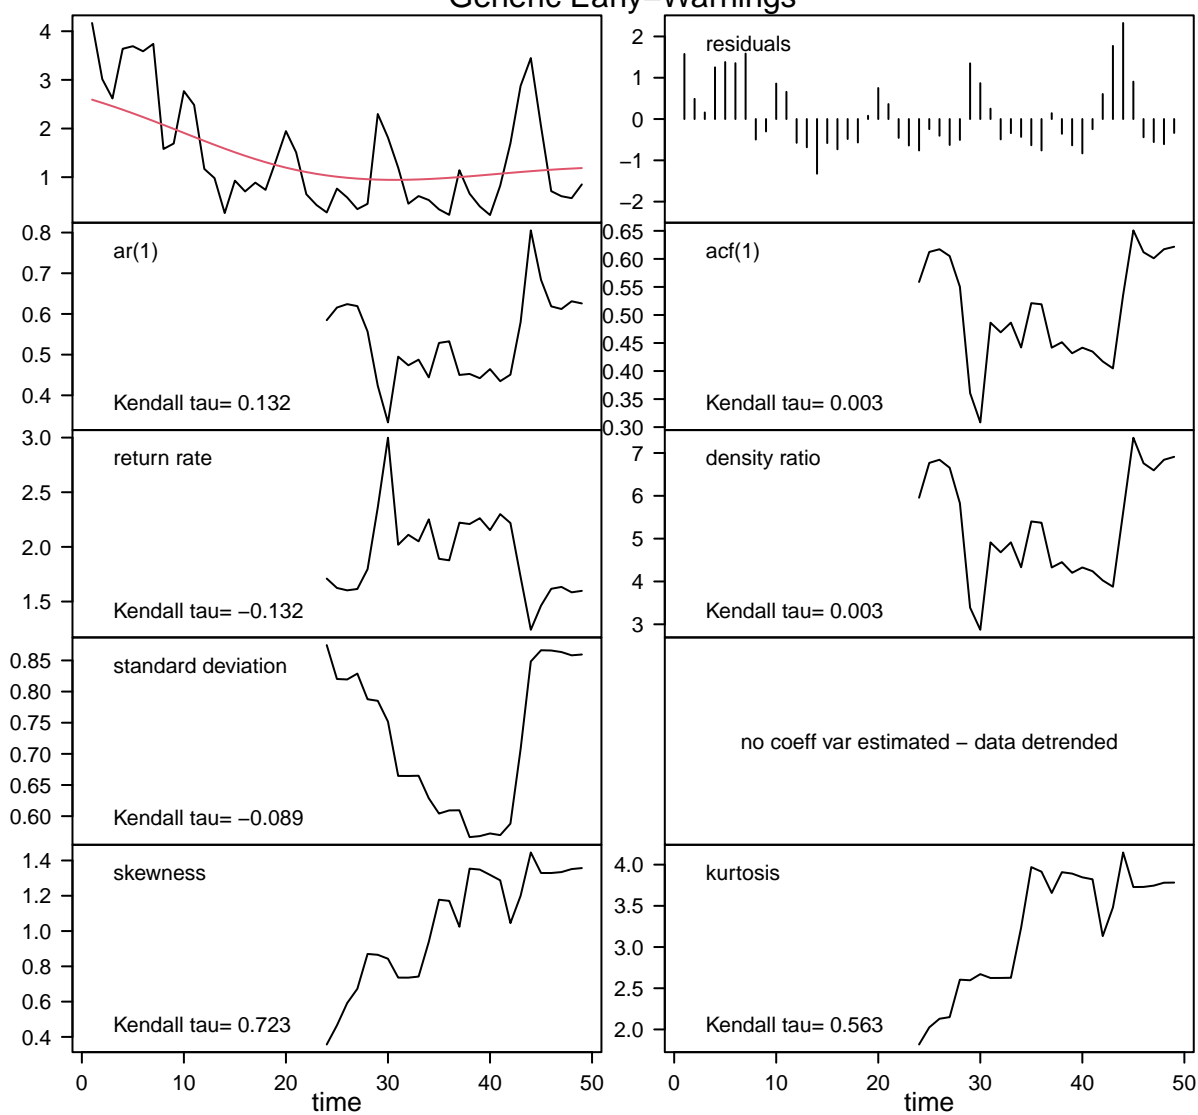 Generic Early−Warnings
4
3
2
1
residuals
2
1
0
−1
−2
ar(1)
0.8
0.7
0.6
0.5
0.4
Kendall tau= 0.132
acf(1)
0.65
0.60
0.55
0.50
0.45
0.40
0.35
0.30
Kendall tau= 0.003
return rate
3.0
2.5
2.0
1.5
Kendall tau= −0.132
density ratio
7
6
5
4
3
Kendall tau= 0.003
standard deviation
0.85
0.80
0.75
0.70
0.65
0.60
Kendall tau= −0.089
no coeff var estimated − data detrended
skewness
1.4
1.2
1.0
0.8
0.6
0.4
Kendall tau= 0.723
0 10 20 30 40 50
time
kurtosis
4.0
3.5
3.0
2.5
2.0
Kendall tau= 0.563
0 10 20 30 40 50
time